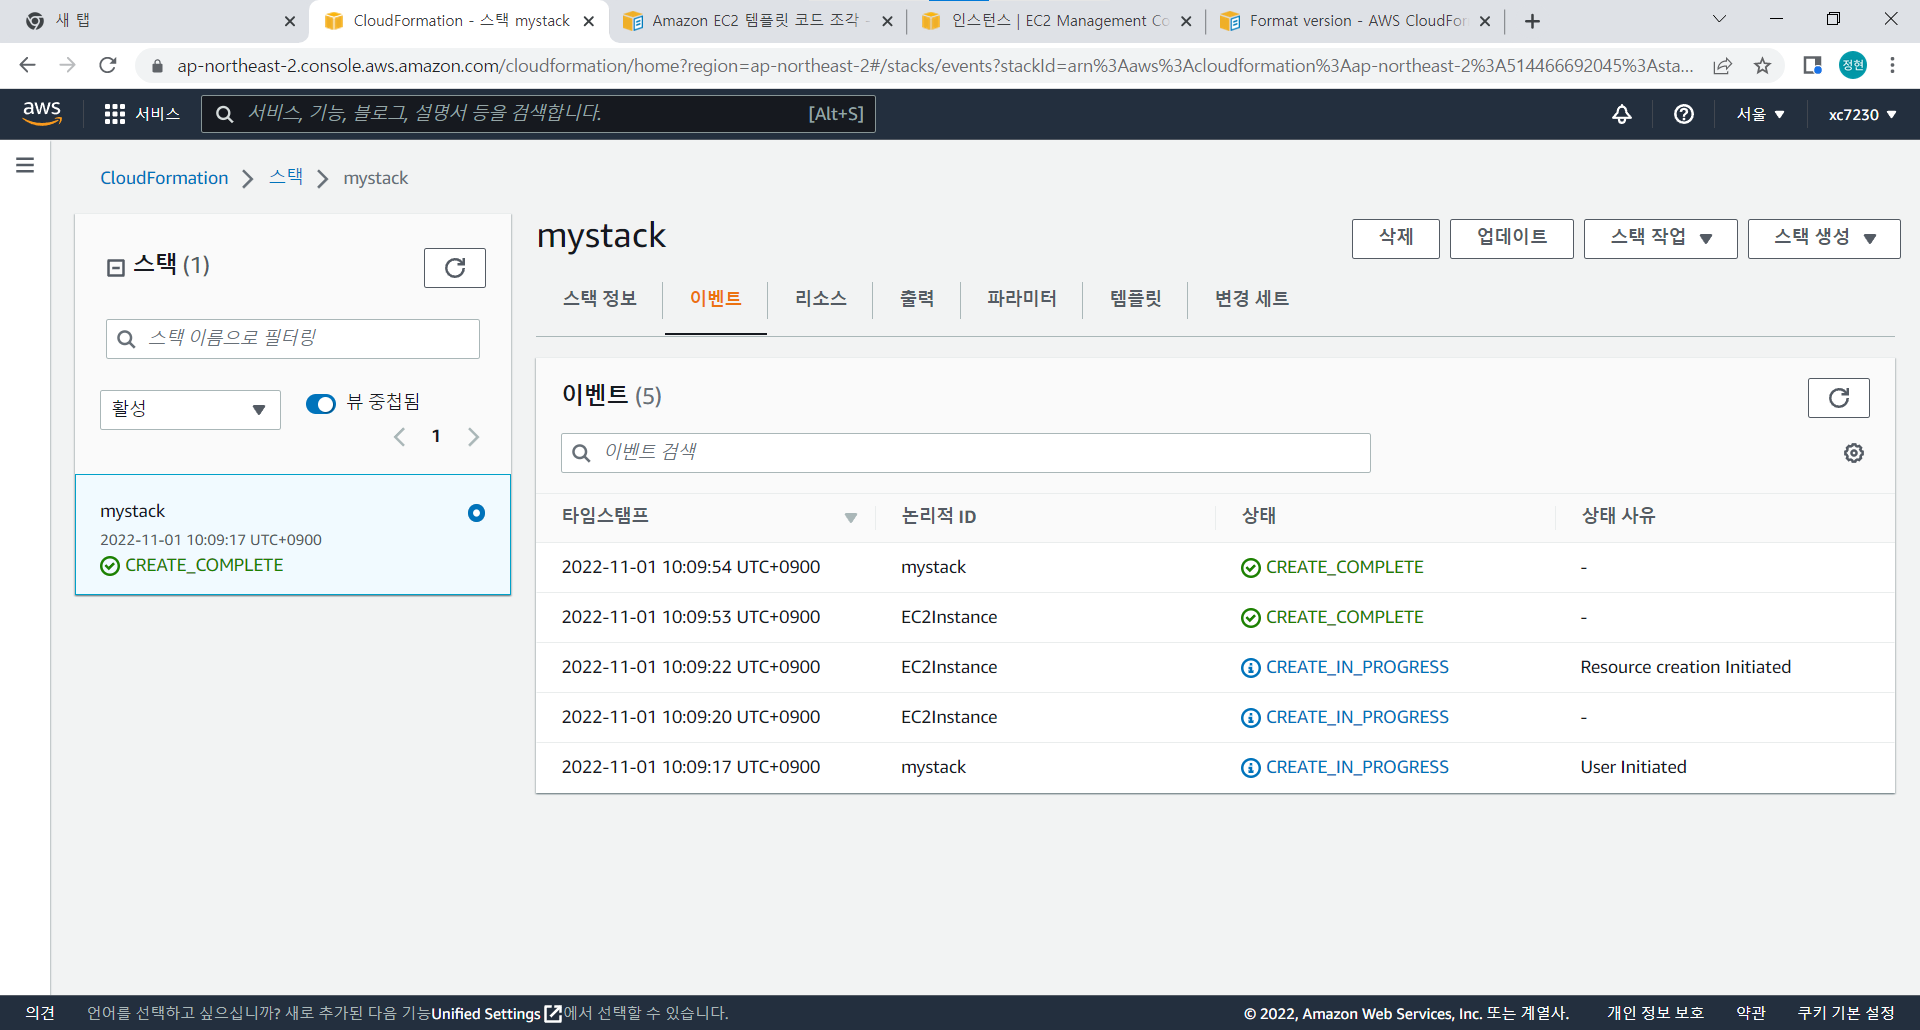 새 탭
CloudFormation - 스택 mystack
Amazon EC2 템플릿 코드 조각 -
인스턴스 | EC2 Management Co
Format version - AWS CloudFor
ap-northeast-2.console.aws.amazon.com/cloudformation/home?region=ap-northeast-2#/stacks/events?stackId=arn%3Aaws%3Acloudformation%3Aap-northeast-2%3A514466692045%3Asta...
정현
aws
서비스
서비스, 기능, 블로그, 설명서 등을 검색합니다.
[Alt+S]
서울
xc7230
CloudFormation
스택
mystack
스택 (1)
스택 이름으로 필터링
활성
뷰 중첩됨
1
mystack
2022-11-01 10:09:17 UTC+0900
CREATE_COMPLETE
mystack
삭제
업데이트
스택 작업
스택 생성
스택 정보
이벤트
리소스
출력
파라미터
템플릿
변경 세트
이벤트 (5)
이벤트 검색
타임스탬프 논리적 ID 상태 상태 사유
2022-11-01 10:09:54 UTC+0900 mystack CREATE_COMPLETE -
2022-11-01 10:09:53 UTC+0900 EC2Instance CREATE_COMPLETE -
2022-11-01 10:09:22 UTC+0900 EC2Instance CREATE_IN_PROGRESS Resource creation Initiated
2022-11-01 10:09:20 UTC+0900 EC2Instance CREATE_IN_PROGRESS -
2022-11-01 10:09:17 UTC+0900 mystack CREATE_IN_PROGRESS User Initiated
의견
언어를 선택하고 싶으십니까? 새로 추가된 다음 기능Unified Settings에서 선택할 수 있습니다.
© 2022, Amazon Web Services, Inc. 또는 계열사.
개인 정보 보호
약관
쿠키 기본 설정